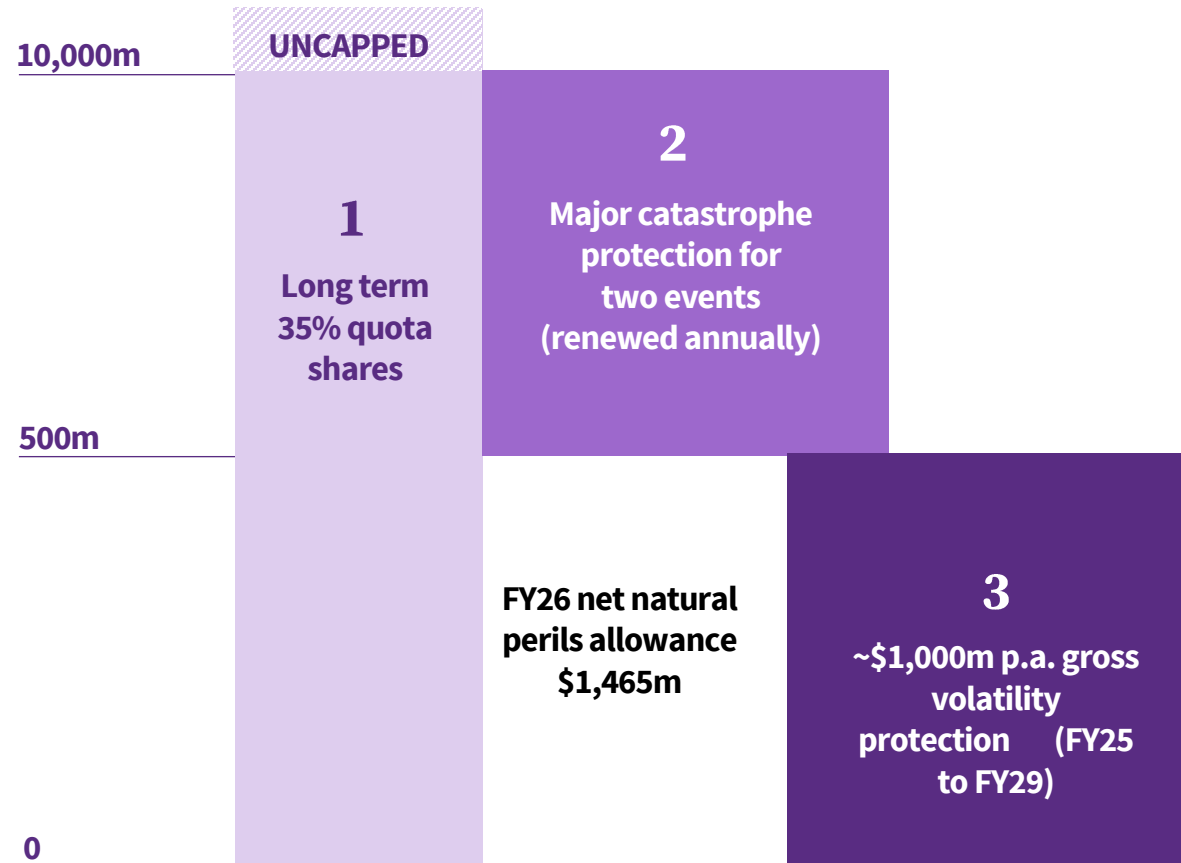 10,000m
UNCAPPED
1
Long term
35% quota
shares
2
Major catastrophe
protection for
two events
(renewed annually)
500m
FY26 net natural
perils allowance
$1,465m
3
~$1,000m p.a. gross
volatility
protection (FY25
to FY29)
0